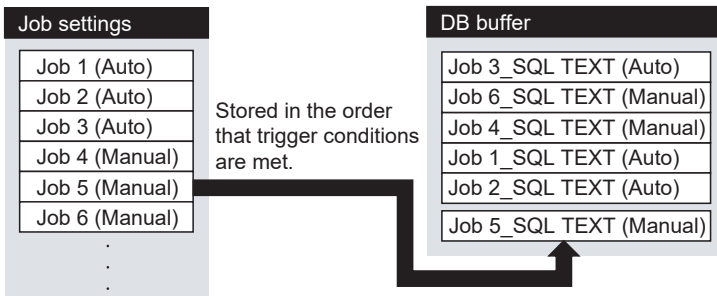 Job settings
Job 1 (Auto)
Job 2 (Auto)
Job 3 (Auto)
Job 4 (Manual)
Job 5 (Manual)
Job 6 (Manual)
.
.
.
Stored in the order
that trigger conditions
are met.
DB buffer
Job 3_SQL TEXT (Auto)
Job 6_SQL TEXT (Manual)
Job 4_SQL TEXT (Manual)
Job 1_SQL TEXT (Auto)
Job 2_SQL TEXT (Auto)
Job 5_SQL TEXT (Manual)